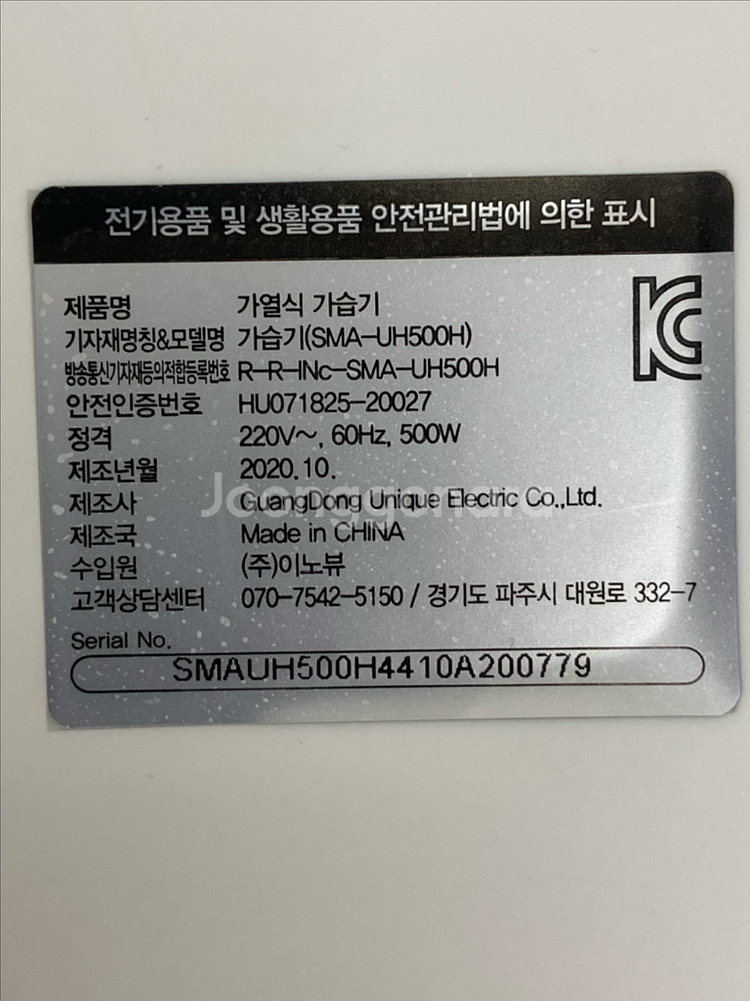 전기용품 및 생활용품 안전관리법에 의한 표시
제품명 가열식 가습기
기자재명칭&모델명 가습기(SMA-UH500H)
방송통신기자재등의적합등록번호 R-R-INc-SMA-UH500H
안전인증번호 HU071825-20027
정격 220V~, 60Hz, 500W
제조년월 2020.10.
제조사 GuangDong Unique Electric Co.,Ltd.
제조국 Made in CHINA
수입원 (주)이노뷰
고객상담센터 070-7542-5150 / 경기도 파주시 대원로 332-7
Serial No.
SMAUH500H4410A200779
Joonggonara